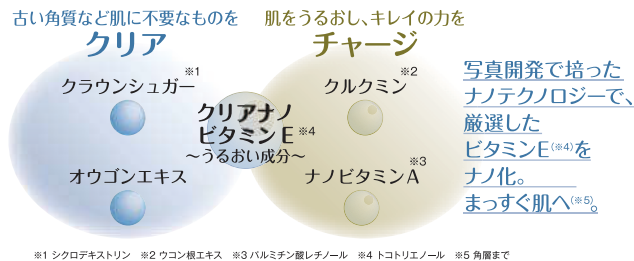 古い角質など肌に不要なものを
クリア
肌をうるおし、キレイの力を
チャージ
クラウンシュガー※1
クルクミン※2
クリアナノ
ビタミンE※4
～うるおい成分～
オウゴンエキス
ナノビタミンA※3
写真開発で培った
ナノテクノロジーで、
厳選した
ビタミンE(※4)を
ナノ化。
まっすぐ肌へ(※5)。
※1 シクロデキストリン ※2 ウコン根エキス ※3 パルミチン酸レチノール ※4 トコトリエノール ※5 角層まで